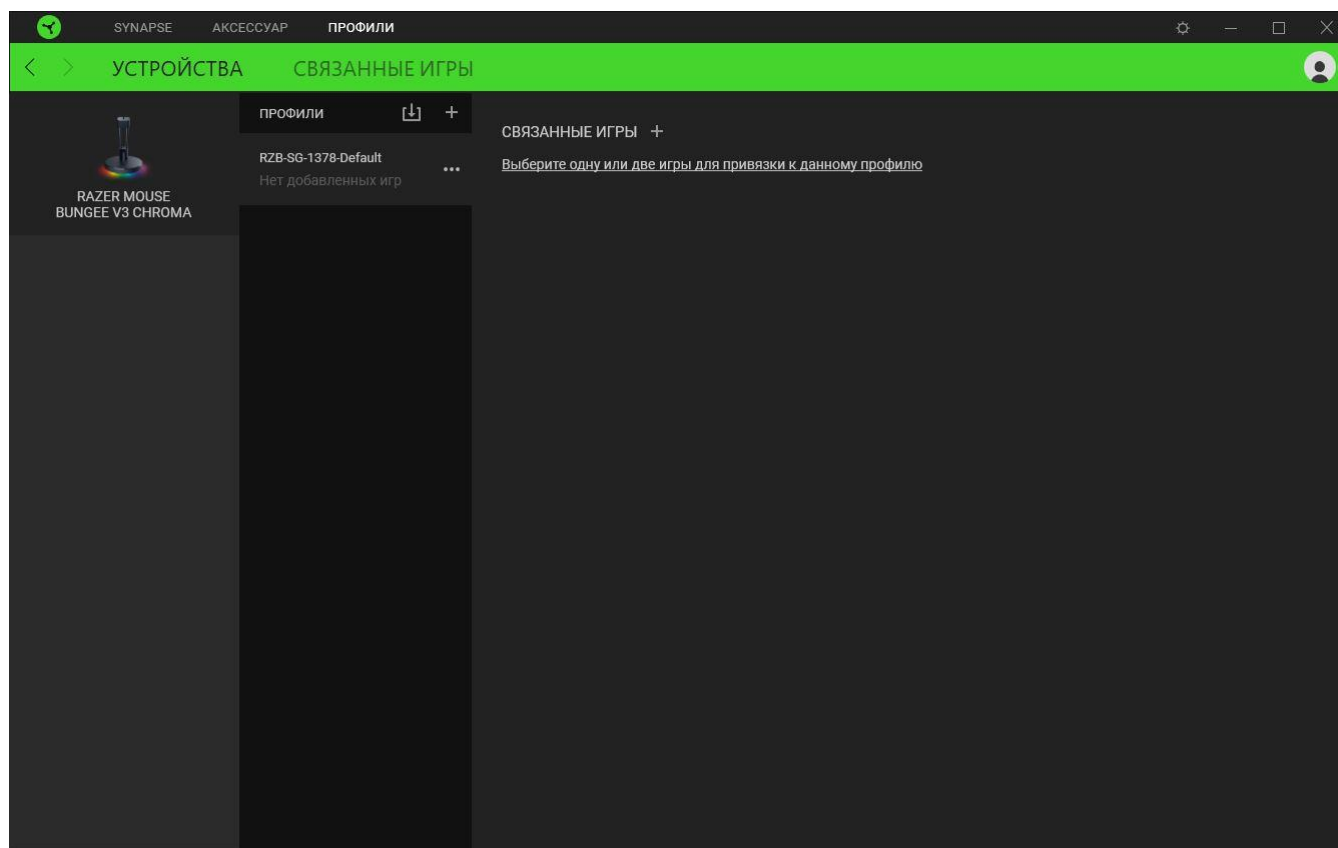 SYNAPSE АКСЕССУАР ПРОФИЛИ
УСТРОЙСТВА СВЯЗАННЫЕ ИГРЫ
RAZER MOUSE
BUNGEE V3 CHROMA
ПРОФИЛИ
RZB-SG-1378-Default
Нет добавленных игр
СВЯЗАННЫЕ ИГРЫ
Выберите одну или две игры для привязки к данному профилю